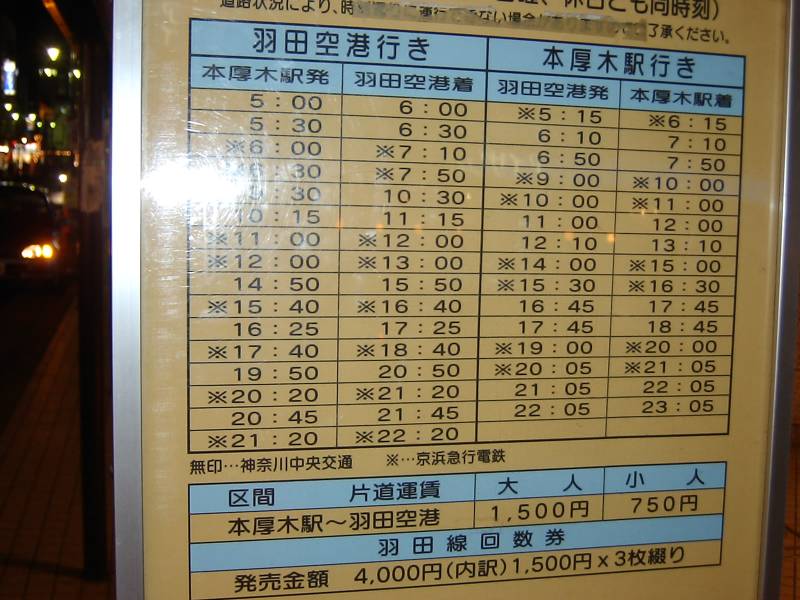 道路状況により、時
了承ください。
羽田空港行き 本厚木駅行き
本厚木駅発 羽田空港着 羽田空港発 本厚木駅着
5：00 6：00 ※5：15 ※6：15
5：30 6：30 6：10 7：10
※6：00 ※7：10 6：50 7：50
※6：30 ※7：50 ※9：00 ※10：00
9：30 10：30 ※10：00 ※11：00
10：15 11：15 11：00 12：00
※11：00 ※12：00 12：10 13：10
※12：00 ※13：00 ※14：00 ※15：00
14：50 15：50 ※15：30 ※16：30
※15：40 ※16：40 16：45 17：45
16：25 17：25 17：45 18：45
※17：40 ※18：40 ※19：00 ※20：00
19：50 20：50 ※20：05 ※21：05
※20：20 ※21：20 21：05 22：05
20：45 21：45 22：05 23：05
※21：20 ※22：20
無印…神奈川中央交通 ※…京浜急行電鉄
区間 片道運賃 大人 小人
本厚木駅～羽田空港 1,500円 750円
羽田線回数券
発売金額 4,000円(内訳)1,500円×3枚綴り